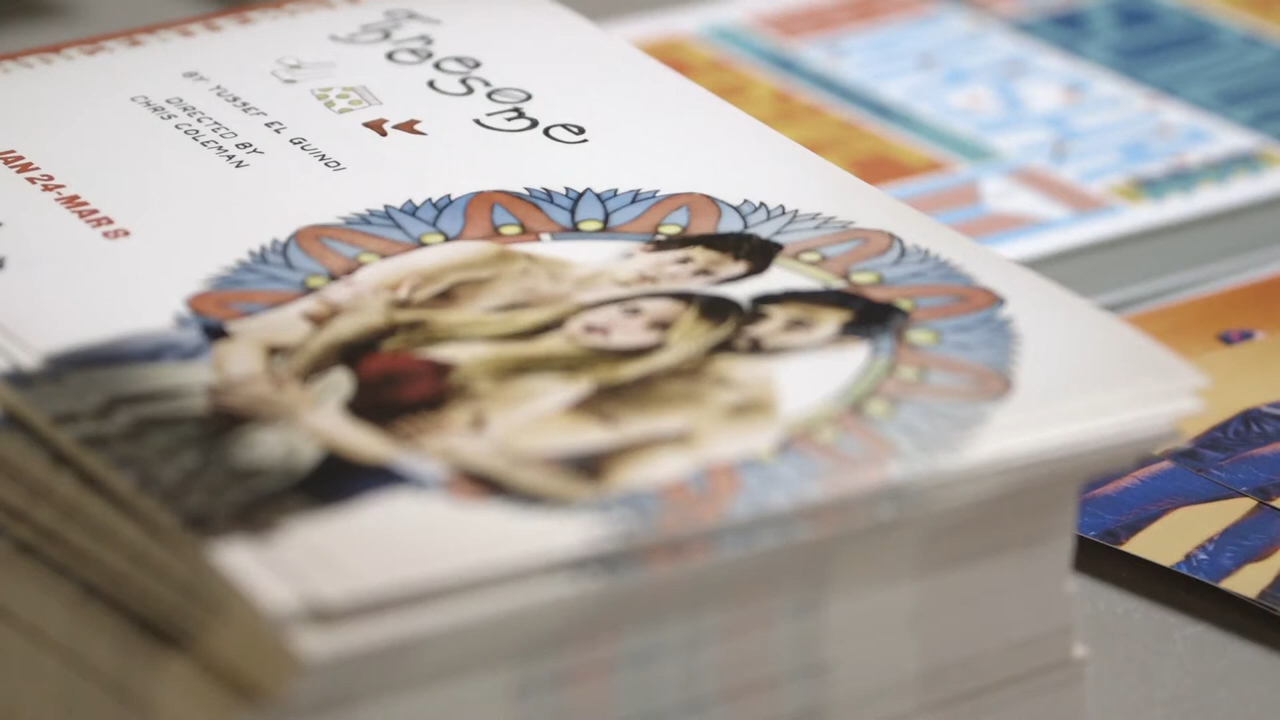 Threesome
BY YUSSEF EL GUINDI
DIRECTED BY
CHRIS COLEMAN
JAN 24-MAR 8